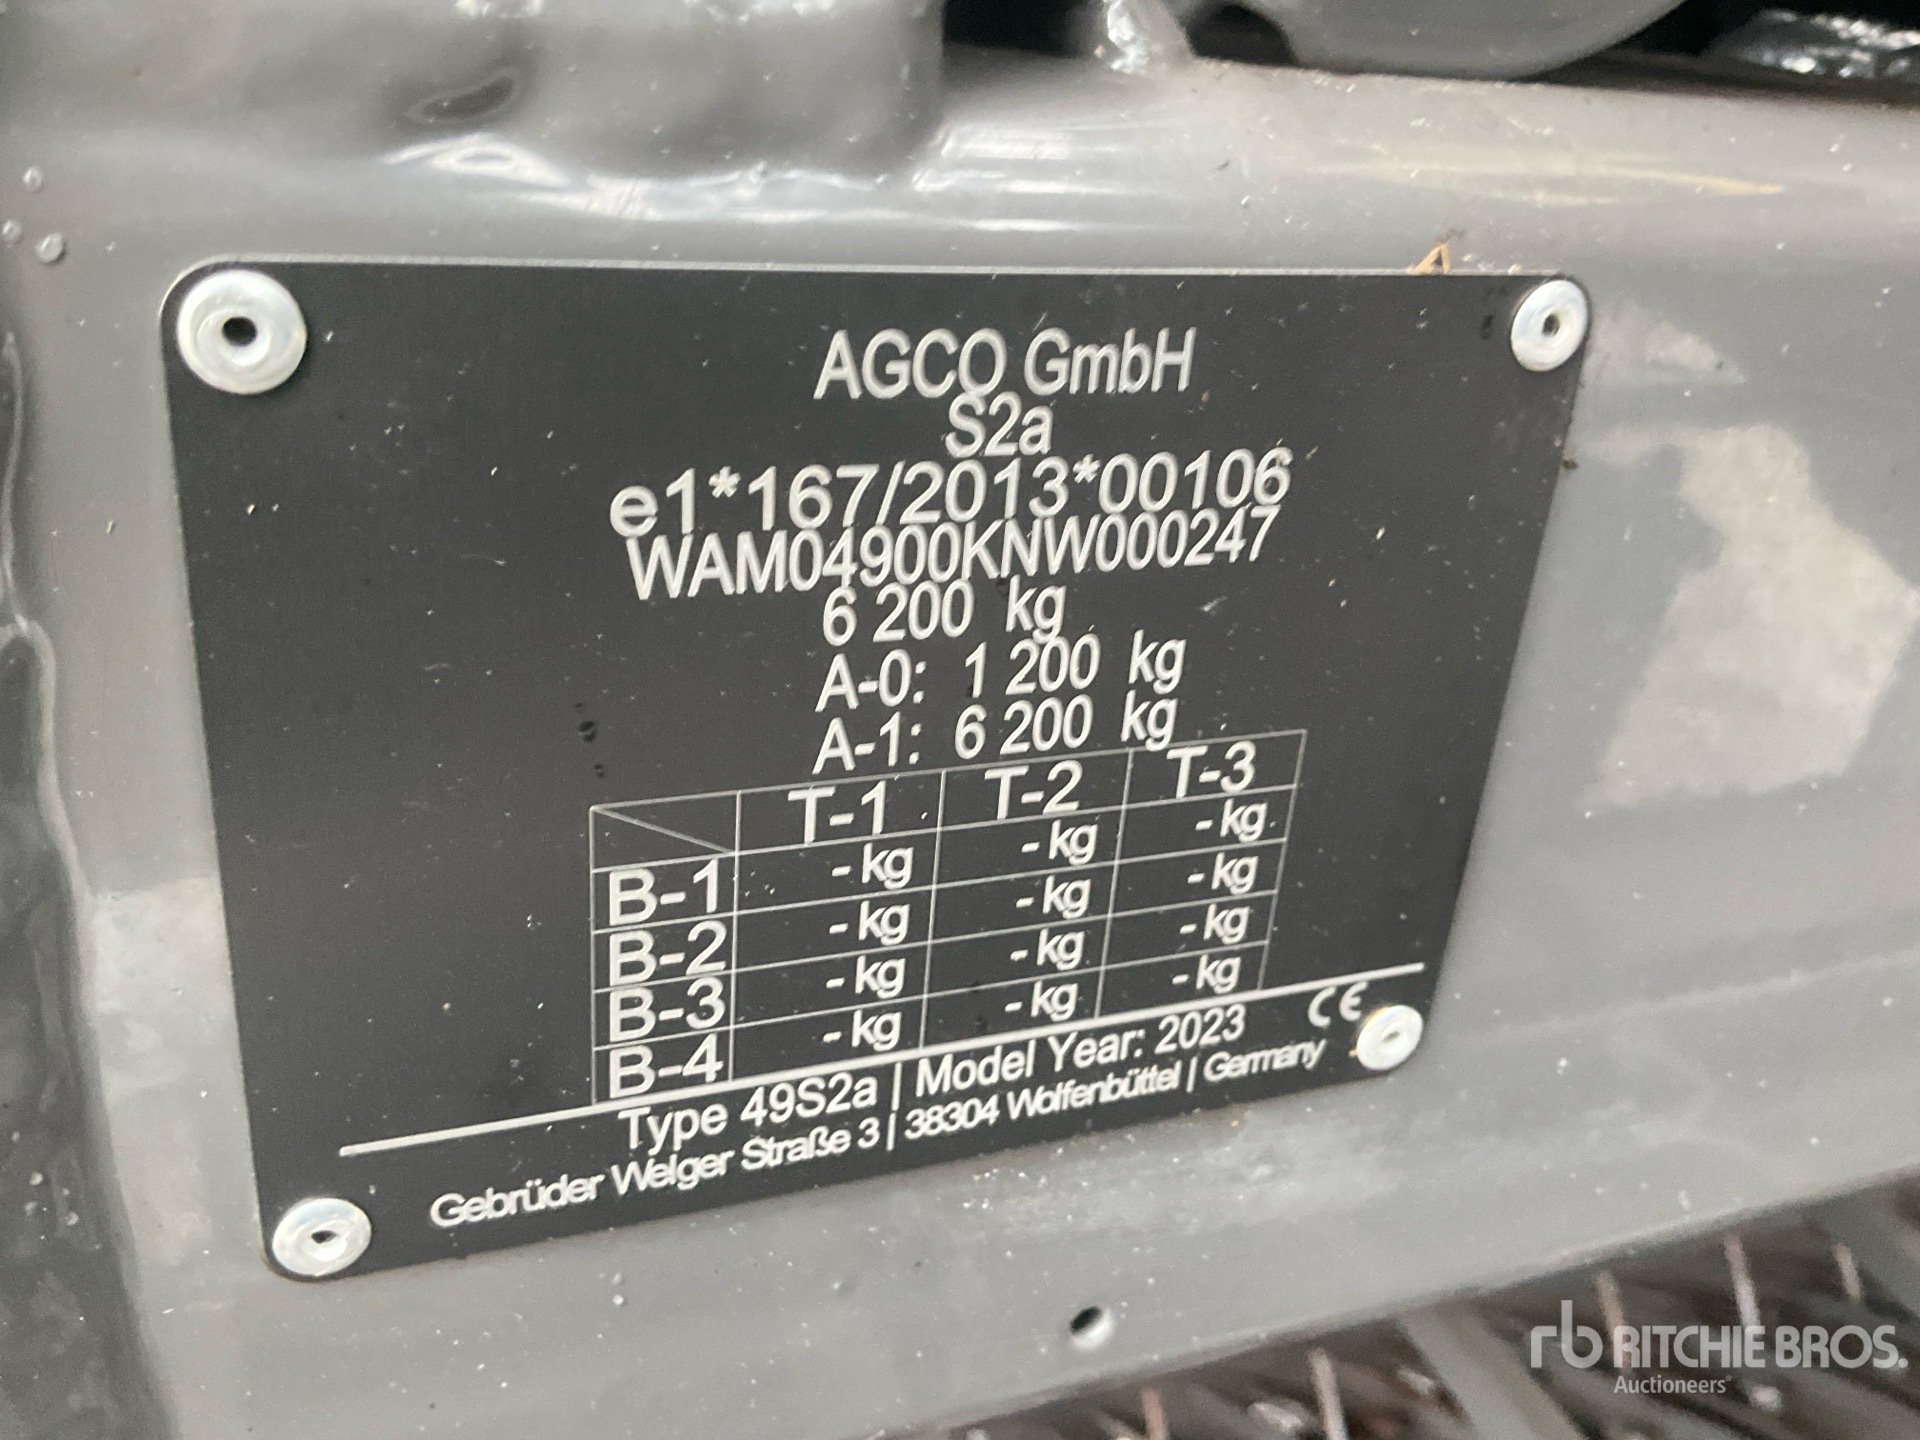 AGCO GmbH
S2a
e1*167/2013*00106
WAM04900KNW000247
6 200 kg
A-0: 1 200 kg
A-1: 6 200 kg
T-1 T-2 T-3
B-1 - kg - kg - kg
B-2 - kg - kg - kg
B-3 - kg - kg - kg
B-4 - kg - kg - kg
CE
Type 49S2a | Model Year: 2023
Gebrüder Welger Straße 3 | 38304 Wolfenbüttel | Germany
rb RITCHIE BROS.
Auctioneers